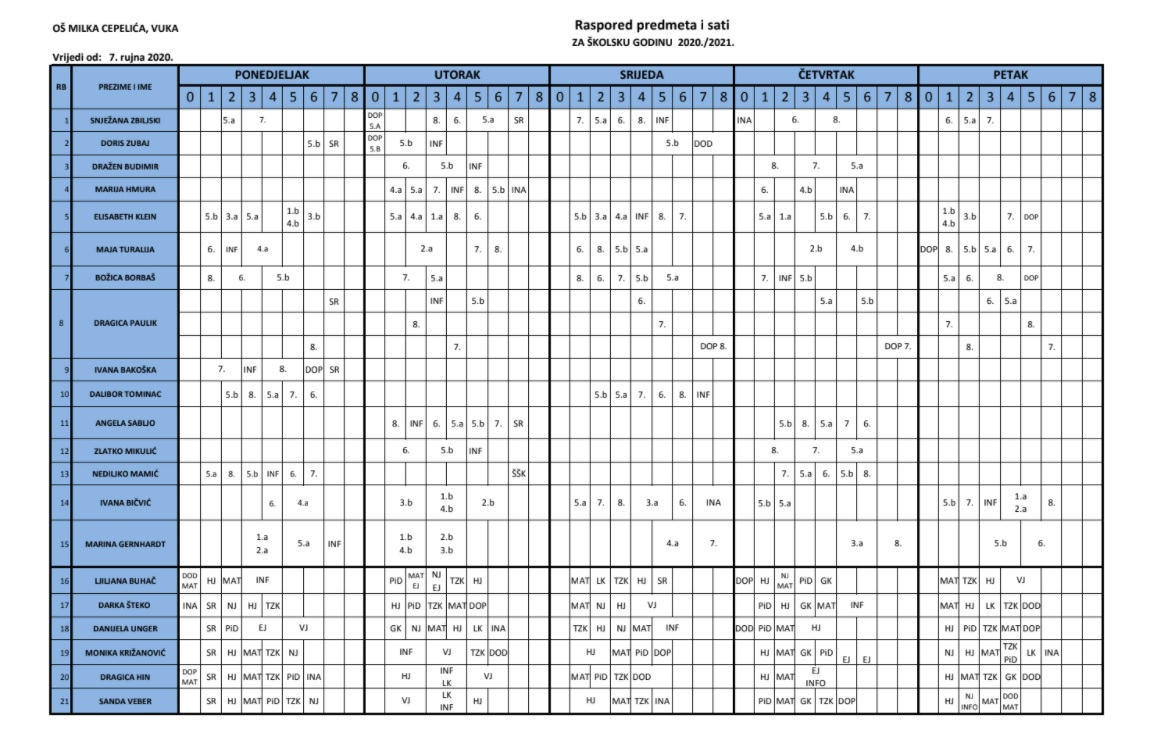 OŠ MILKA CEPELIĆA, VUKA
Raspored predmeta i sati
ZA ŠKOLSKU GODINU 2020./2021.
Vrijedi od: 7. rujna 2020.
RB PREZIME I IME PONEDJELJAK UTORAK SRIJEDA ČETVRTAK PETAK
0 1 2 3 4 5 6 7 8 0 1 2 3 4 5 6 7 8 0 1 2 3 4 5 6 7 8 0 1 2 3 4 5 6 7 8 0 1 2 3 4 5 6 7 8
1 SNJEŽANA ZBILJSKI 5.a 7. DOP 5.A 8. 6. 5.a SR 7. 5.a 6. 8. INF INA 6. 8. 6. 5.a 7.
2 DORIS ZUBAJ 5.b SR DOP 5.B 5.b INF 5.b DOD
3 DRAŽEN BUDIMIR 6. 5.b INF 8. 7. 5.a
4 MARIJA HMURA 4.a 5.a 7. INF 8. 5.b INA 6. 4.b INA
5 ELISABETH KLEIN 5.b 3.a 5.a 1.b 4.b 3.b 5.a 4.a 1.a 8. 6. 5.b 3.a 4.a INF 8. 7. 5.a 1.a 5.b 6. 7. 1.b 4.b 3.b 7. DOP
6 MAJA TURALIJA 6. INF 4.a 2.a 7. 8. 6. 8. 5.b 5.a 2.b 4.b DOP 8. 5.b 5.a 6. 7.
7 BOŽICA BORBAŠ 8. 6. 5.b 7. 5.a 8. 6. 7. 5.b 5.a 7. INF 5.b 5.a 6. 8. DOP
SR INF 5.b 6. 5.a 5.b 6. 5.a
8 DRAGICA PAULIK 8. 7. 7. 8.
8. 7. DOP 8. DOP 7. 8. 7.
9 IVANA BAKOŠKA 7. INF 8. DOP SR
10 DALIBOR TOMINAC 5.b 8. 5.a 7. 6. 5.b 5.a 7. 6. 8. INF
11 ANGELA SABLJO 8. INF 6. 5.a 5.b 7. SR 5.b 8. 5.a 7 6.
12 ZLATKO MIKULIĆ 6. 5.b INF 8. 7. 5.a
13 NEDILJKO MAMIĆ 5.a 8. 5.b INF 6. 7. ŠŠK 7. 5.a 6. 5.b 8.
14 IVANA BIČVIĆ 6. 4.a 3.b 1.b 4.b 2.b 5.a 7. 8. 3.a 6. INA 5.b 5.a 5.b 7. INF 1.a 2.a 8.
15 MARINA GERNHARDT 1.a 2.a 5.a INF 1.b 4.b 2.b 3.b 4.a 7. 3.a 8. 5.b 6.
16 LJILJANA BUHAČ DOD MAT HJ MAT INF PiD MAT EJ NJ EJ TZK HJ MAT LK TZK HJ SR DOP HJ NJ MAT PiD GK MAT TZK HJ VJ
17 DARKA ŠTEKO INA SR NJ HJ TZK HJ PiD TZK MAT DOP MAT NJ HJ VJ PiD HJ GK MAT INF MAT HJ LK TZK DOD
18 DANIJELA UNGER SR PiD EJ VJ GK NJ MAT HJ LK INA TZK HJ NJ MAT INF DOD PiD MAT HJ HJ PiD TZK MAT DOP
19 MONIKA KRIŽANOVIĆ SR HJ MAT TZK NJ INF VJ TZK DOD HJ MAT PiD DOP HJ MAT GK PiD EJ EJ NJ HJ MAT TZK PiD LK INA
20 DRAGICA HIN DOP MAT SR HJ MAT TZK PiD INA HJ INF LK VJ MAT PiD TZK DOD HJ MAT EJ INFO HJ MAT TZK GK DOD
21 SANDA VEBER SR HJ MAT PiD TZK NJ VJ LK INF HJ HJ MAT TZK INA PiD MAT GK TZK DOP HJ NJ INFO MAT DOD MAT